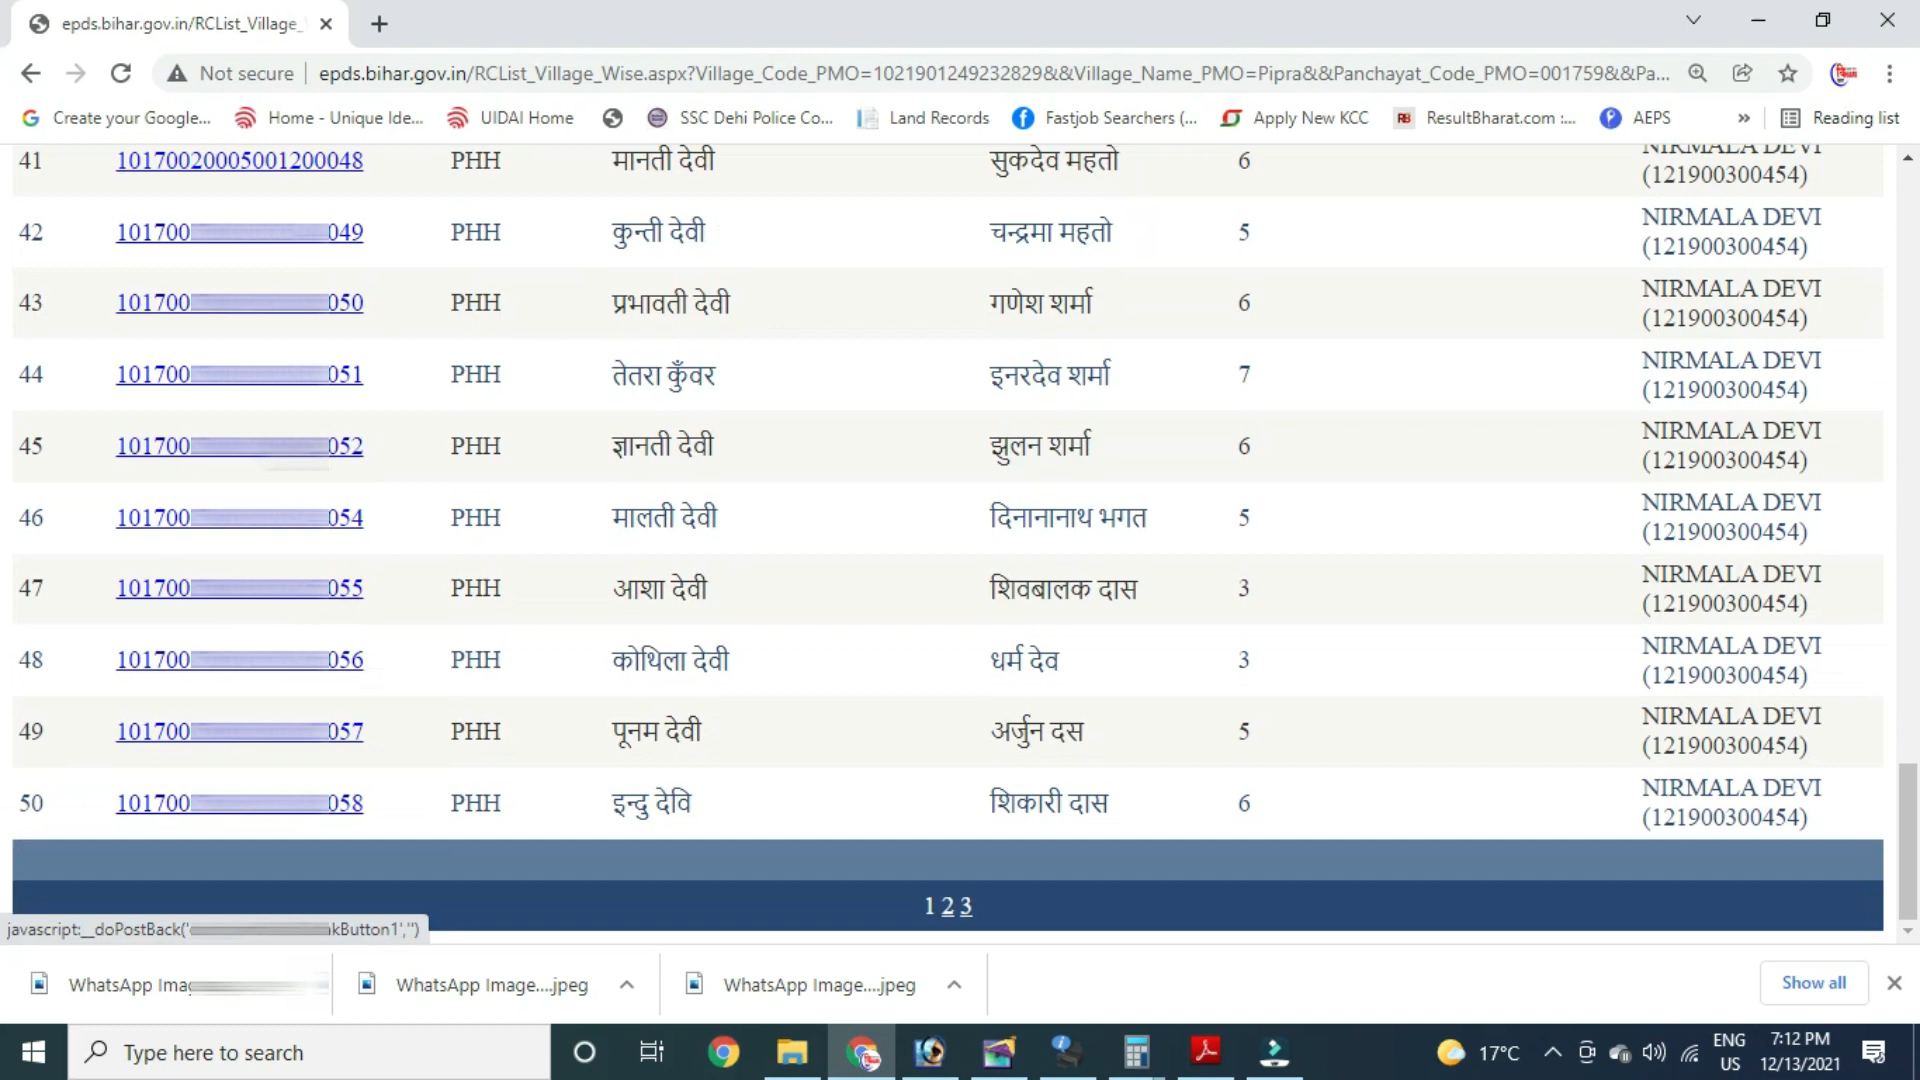 epds.bihar.gov.in/RCList_Village_
Not secure epds.bihar.gov.in/RCList_Village_Wise.aspx?Village_Code_PMO=1021901249232829&&Village_Name_PMO=Pipra&&Panchayat_Code_PMO=001759&&Pa...
Create your Google... Home - Unique Ide... UIDAI Home SSC Dehi Police Co... Land Records Fastjob Searchers (... Apply New KCC RB ResultBharat.com :... AEPS » Reading list
41 10170020005001200048 PHH मानती देवी सुकदेव महतो 6 NIRMALA DEVI
(121900300454)
42 101700 049 PHH कुन्ती देवी चन्द्रमा महतो 5 NIRMALA DEVI
(121900300454)
43 101700 050 PHH प्रभावती देवी गणेश शर्मा 6 NIRMALA DEVI
(121900300454)
44 101700 051 PHH तेतरा कुँवर इनरदेव शर्मा 7 NIRMALA DEVI
(121900300454)
45 101700 052 PHH ज्ञानती देवी झुलन शर्मा 6 NIRMALA DEVI
(121900300454)
46 101700 054 PHH मालती देवी दिनानानाथ भगत 5 NIRMALA DEVI
(121900300454)
47 101700 055 PHH आशा देवी शिवबालक दास 3 NIRMALA DEVI
(121900300454)
48 101700 056 PHH कोथिला देवी धर्म देव 3 NIRMALA DEVI
(121900300454)
49 101700 057 PHH पूनम देवी अर्जुन दस 5 NIRMALA DEVI
(121900300454)
50 101700 058 PHH इन्दु देवि शिकारी दास 6 NIRMALA DEVI
(121900300454)
1 2 3
javascript:__doPostBack(' kButton1','')
WhatsApp Ima WhatsApp Image....jpeg WhatsApp Image....jpeg Show all
Type here to search 17°C ENG US 7:12 PM 12/13/2021